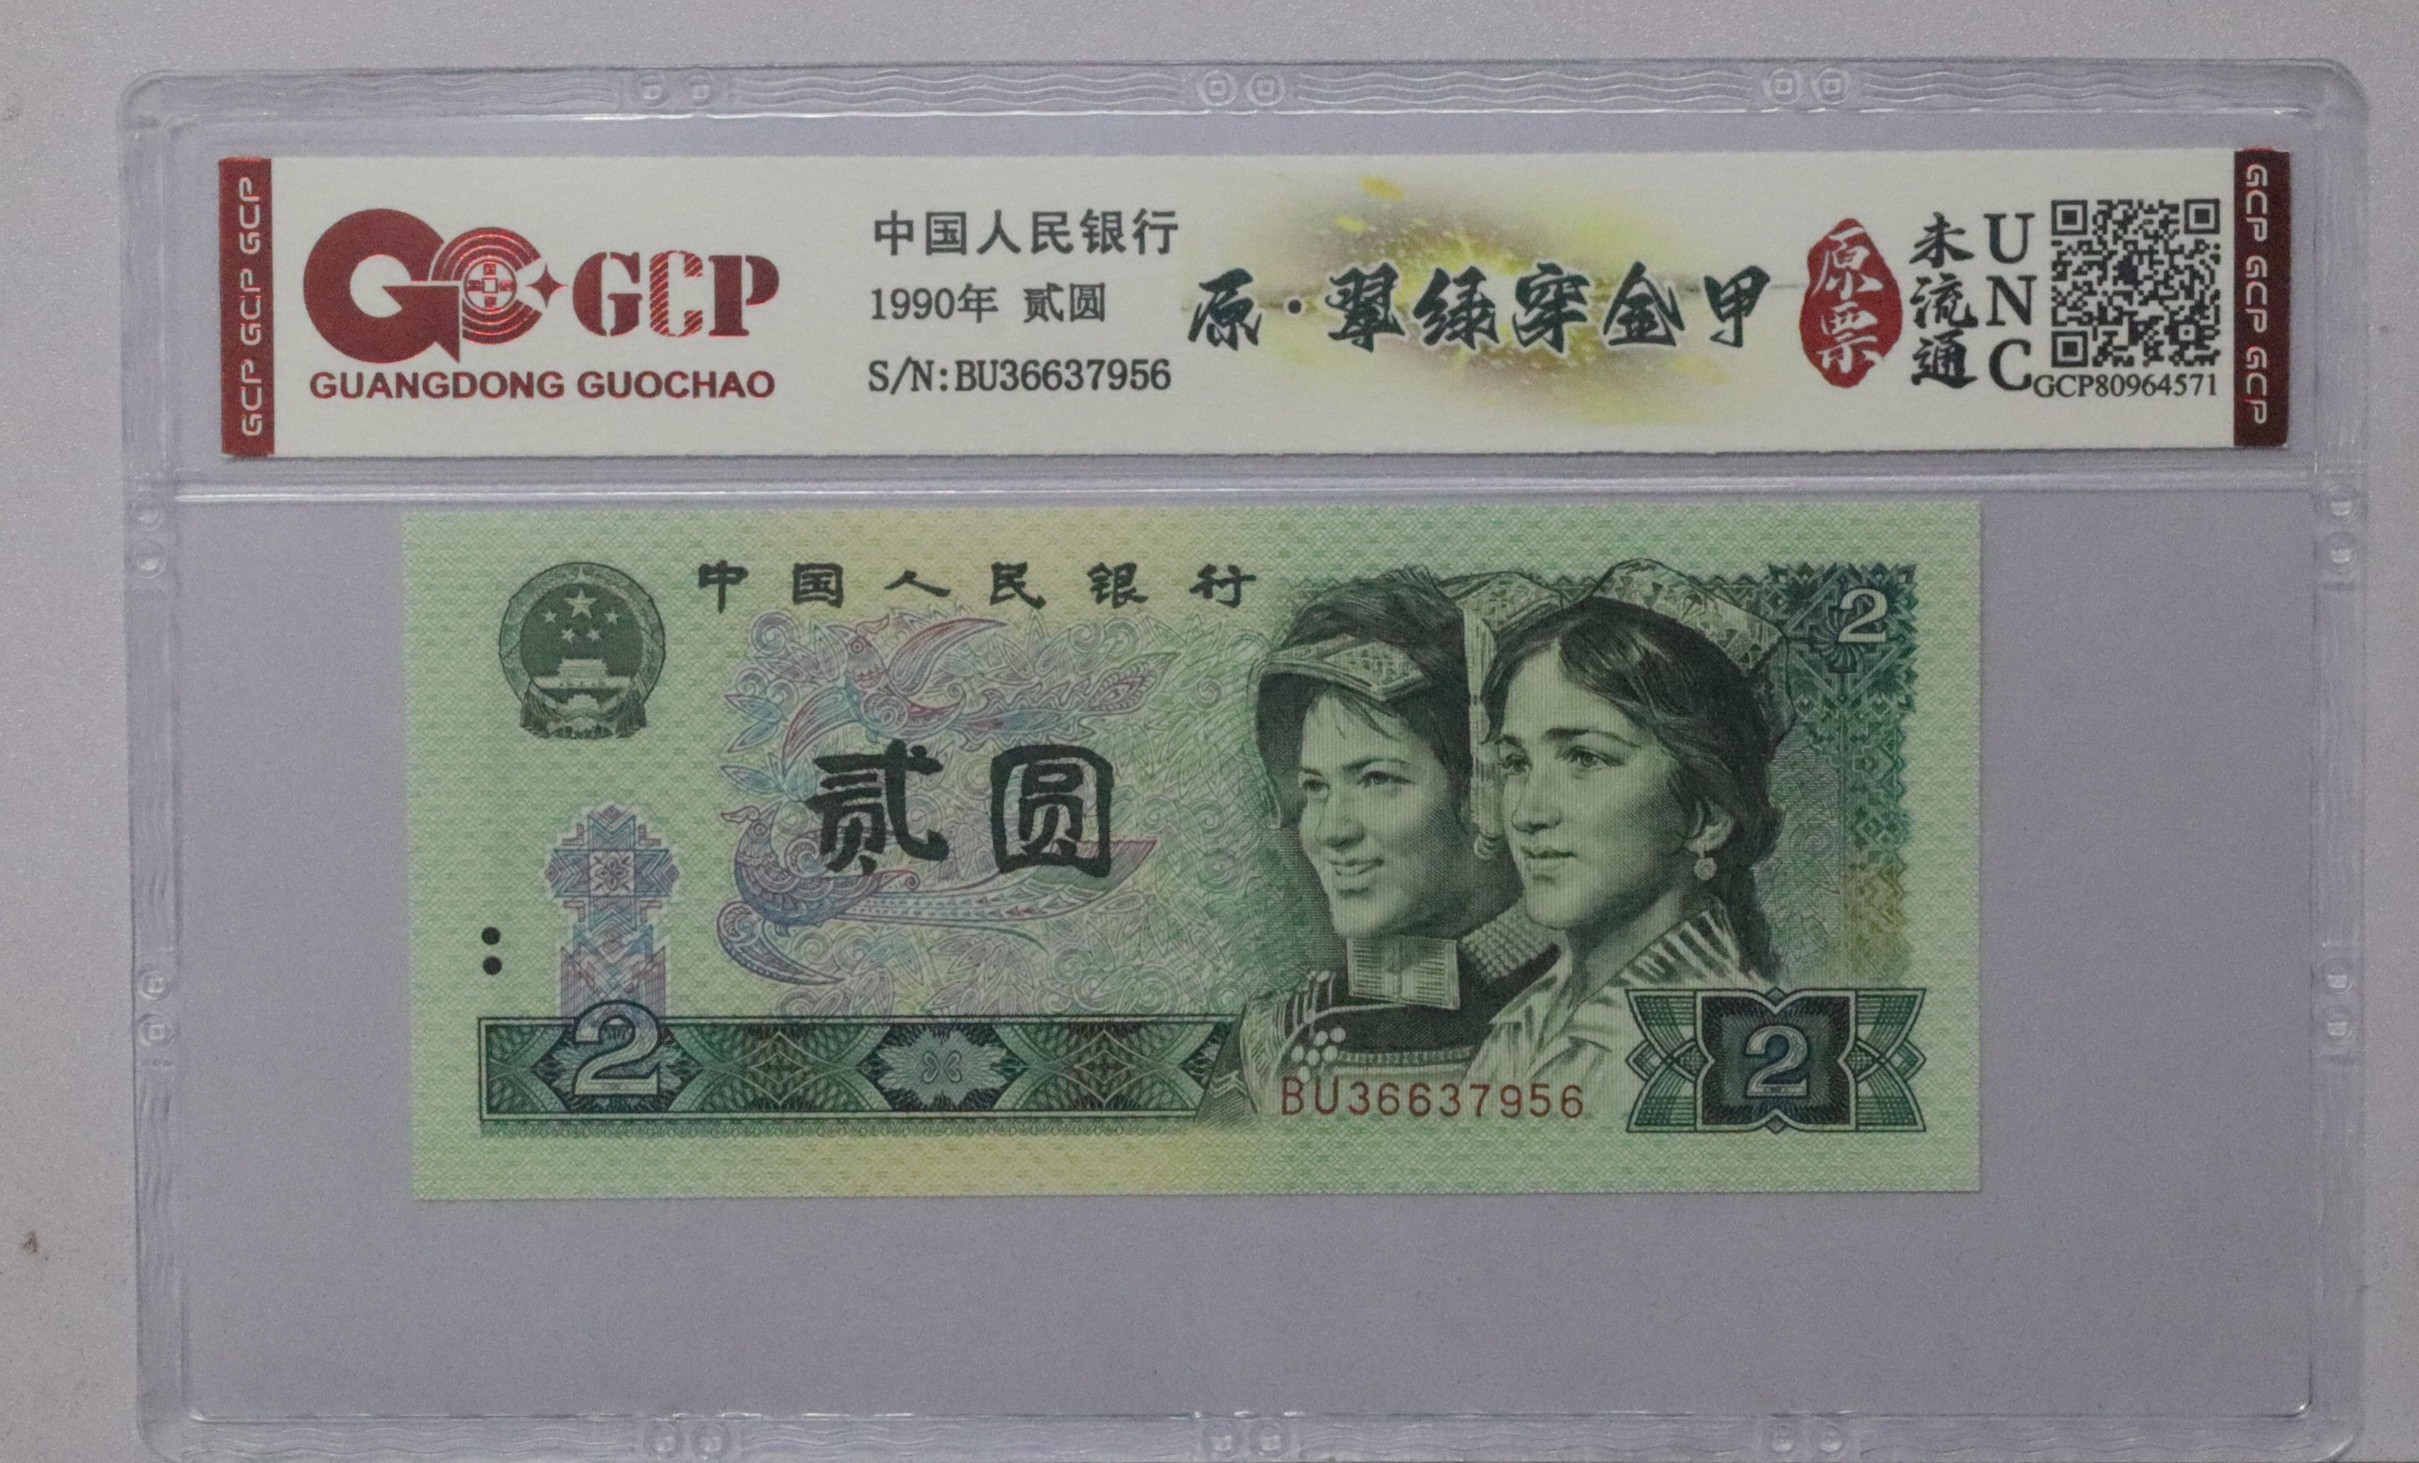 GCP GCP GCP
GCP
GUANGDONG GUOCHAO
中国人民银行
1990年 贰圆
S/N:BU36637956
原·翠绿穿金甲
原票
未流通
UNC
GCP80964571
GCP GCP GCP
中国人民银行
2
贰圆
2
BU36637956
2